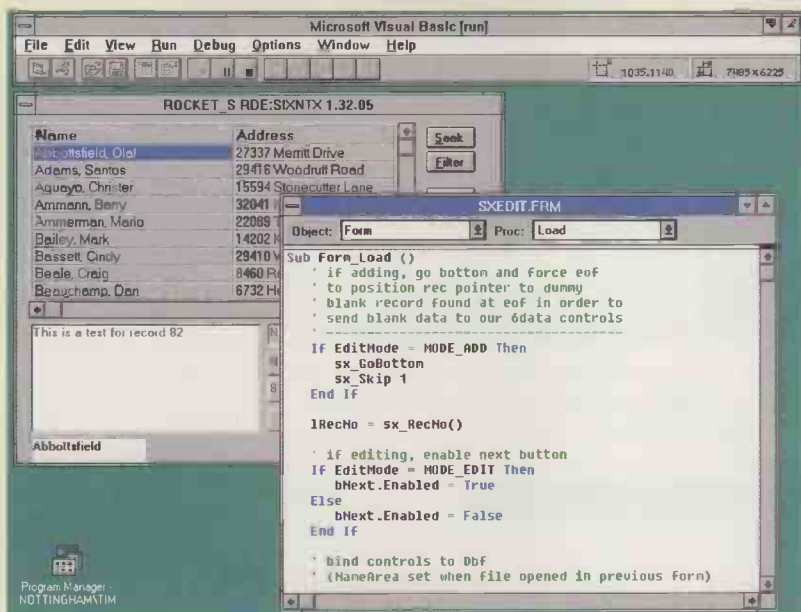 Microsoft Visual Basic [run]
File Edit View Run Debug Options Window Help
1035,1140 7485×6225
ROCKET_S RDE:SIXNTX 1.32.05
Name Address
Abbottsfield, Olaf 27337 Merritt Drive
Adams, Santos 29416 Woodruff Road
Aguayo, Christer 15594 Stonecutter Lane
Ammann, Barry 32041
Ammerman, Mario 22089
Bailey, Mark 14202
Bassett, Cindy 29410
Beale, Craig 8460
Beauchamp, Dan 6732
Seek
Filter
This is a test for record 82
Abbottsfield
SXEDIT.FRM
Object: Form Proc: Load
Sub Form_Load ()
' if adding, go bottom and force eof
' to position rec pointer to dummy
' blank record found at eof in order to
' send blank data to our 6data controls
' -------------------------------------
If EditMode = MODE_ADD Then
sx_GoBottom
sx_Skip 1
End If
lRecNo = sx_RecNo()
' if editing, enable next button
If EditMode = MODE_EDIT Then
bNext.Enabled = True
Else
bNext.Enabled = False
End If
' bind controls to Dbf
' (NameArea set when file opened in previous form)
Program Manager -
NOTTINGHAM\TIM